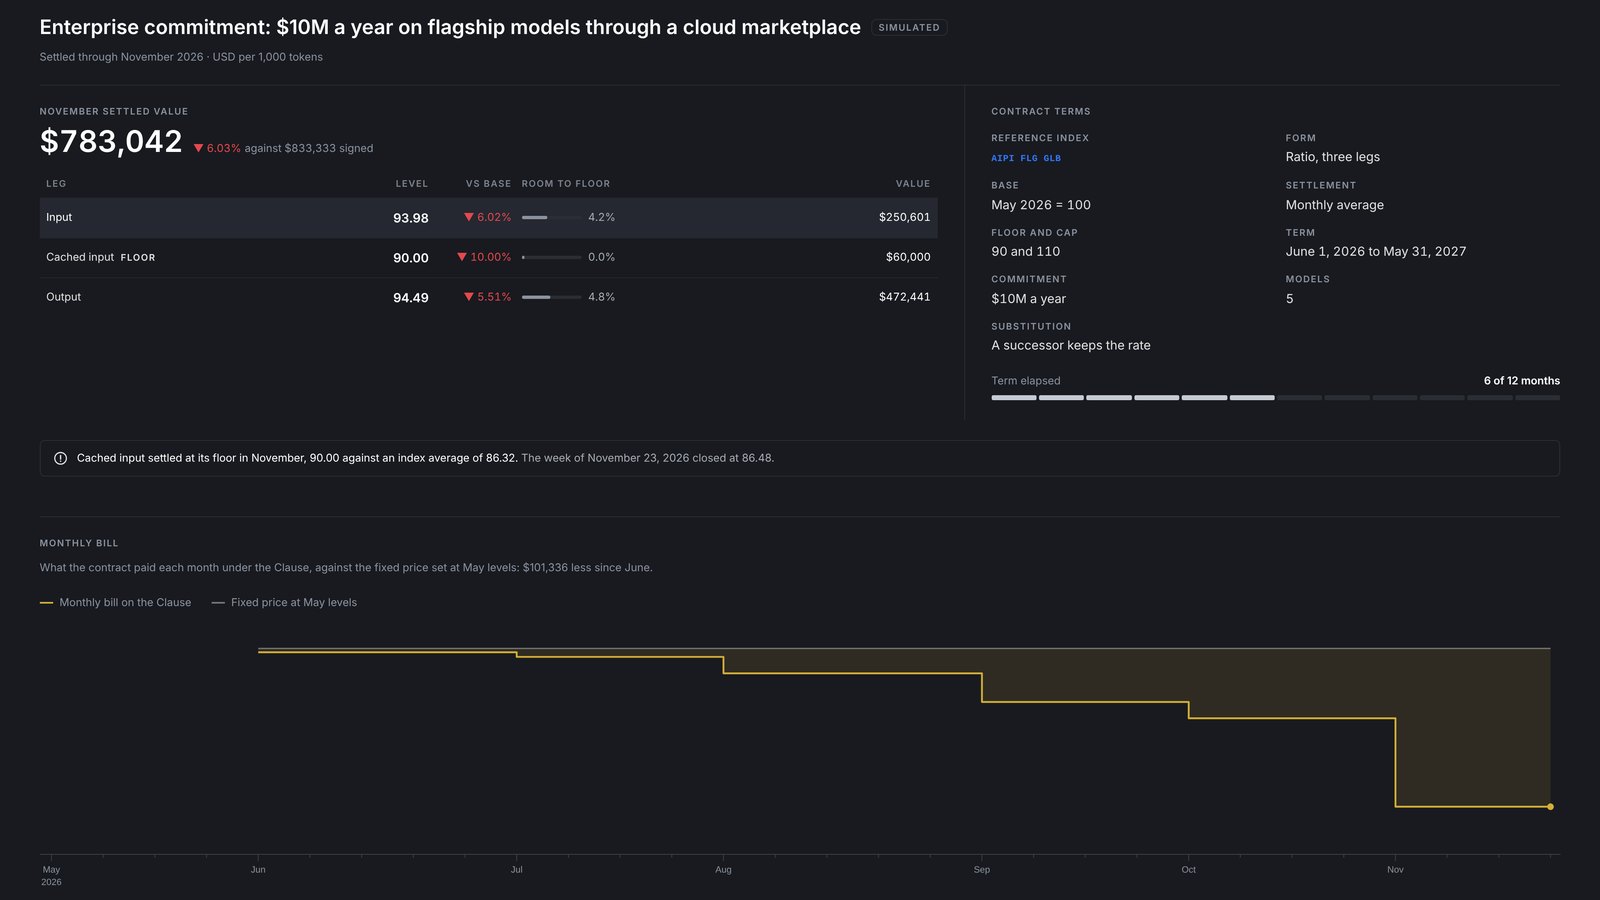 Enterprise commitment: $10M a year on flagship models through a cloud marketplace SIMULATED
Settled through November 2026 · USD per 1,000 tokens
NOVEMBER SETTLED VALUE
$783,042 ▼ 6.03% against $833,333 signed
LEG LEVEL VS BASE ROOM TO FLOOR VALUE
Input 93.98 ▼ 6.02% 4.2% $250,601
Cached input FLOOR 90.00 ▼ 10.00% 0.0% $60,000
Output 94.49 ▼ 5.51% 4.8% $472,441
CONTRACT TERMS
REFERENCE INDEX FORM
AIPI FLG GLB Ratio, three legs
BASE SETTLEMENT
May 2026 = 100 Monthly average
FLOOR AND CAP TERM
90 and 110 June 1, 2026 to May 31, 2027
COMMITMENT MODELS
$10M a year 5
SUBSTITUTION
A successor keeps the rate
Term elapsed 6 of 12 months
Cached input settled at its floor in November, 90.00 against an index average of 86.32. The week of November 23, 2026 closed at 86.48.
MONTHLY BILL
What the contract paid each month under the Clause, against the fixed price set at May levels: $101,336 less since June.
Monthly bill on the Clause Fixed price at May levels
May Jun Jul Aug Sep Oct Nov
2026